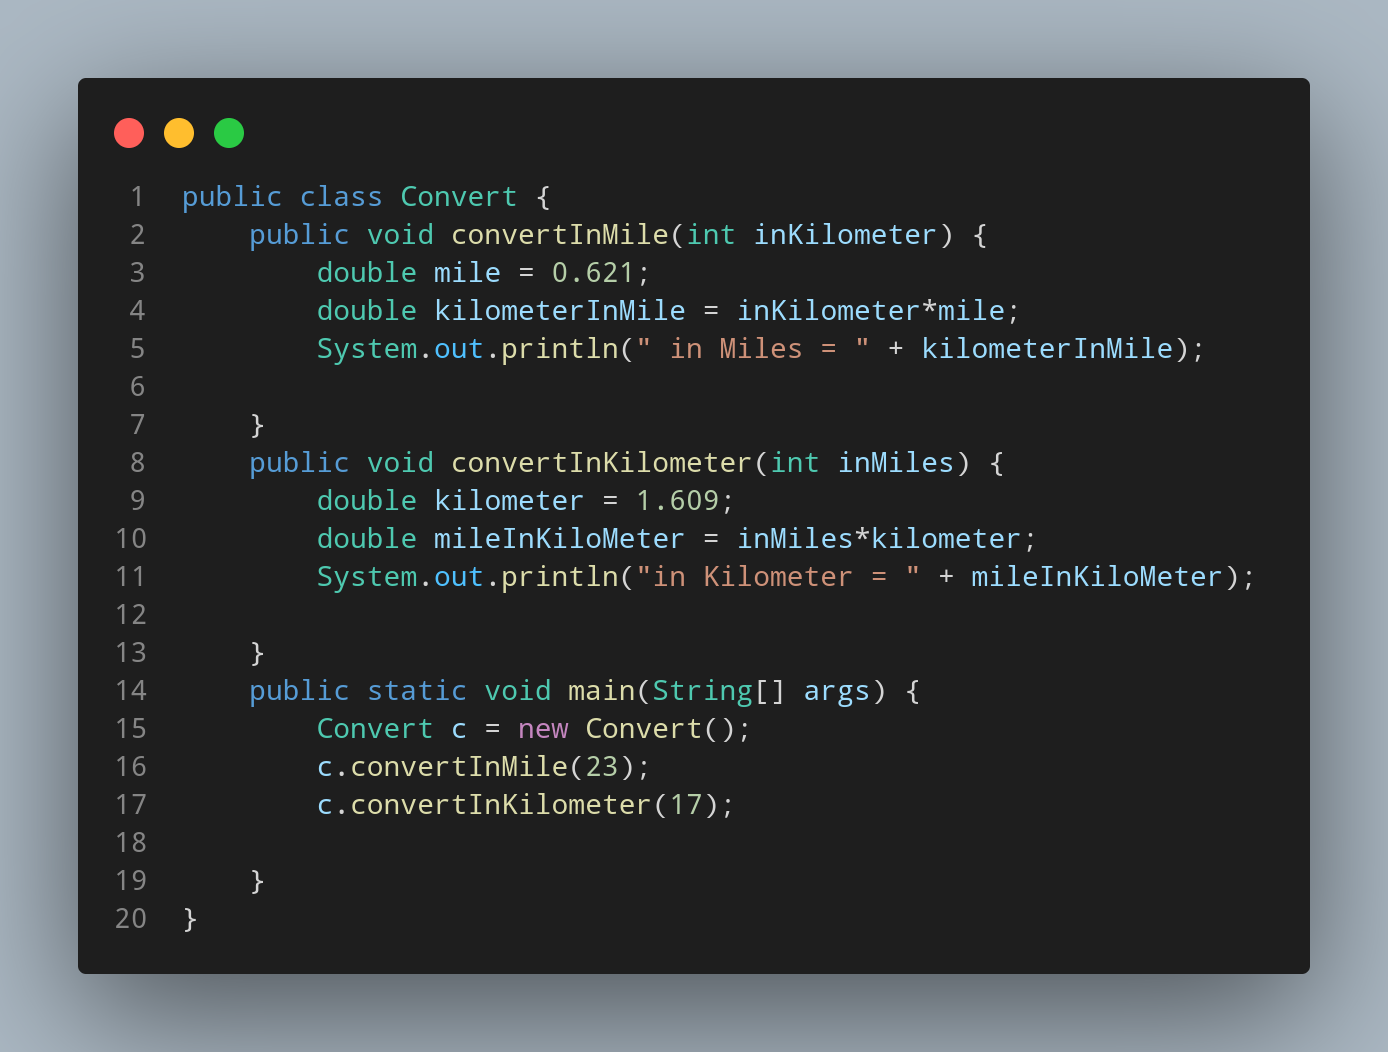 1 public class Convert {
2     public void convertInMile(int inKilometer) {
3         double mile = 0.621;
4         double kilometerInMile = inKilometer*mile;
5         System.out.println(" in Miles = " + kilometerInMile);
6
7     }
8     public void convertInKilometer(int inMiles) {
9         double kilometer = 1.609;
10         double mileInKiloMeter = inMiles*kilometer;
11         System.out.println("in Kilometer = " + mileInKiloMeter);
12
13     }
14     public static void main(String[] args) {
15         Convert c = new Convert();
16         c.convertInMile(23);
17         c.convertInKilometer(17);
18
19     }
20 }